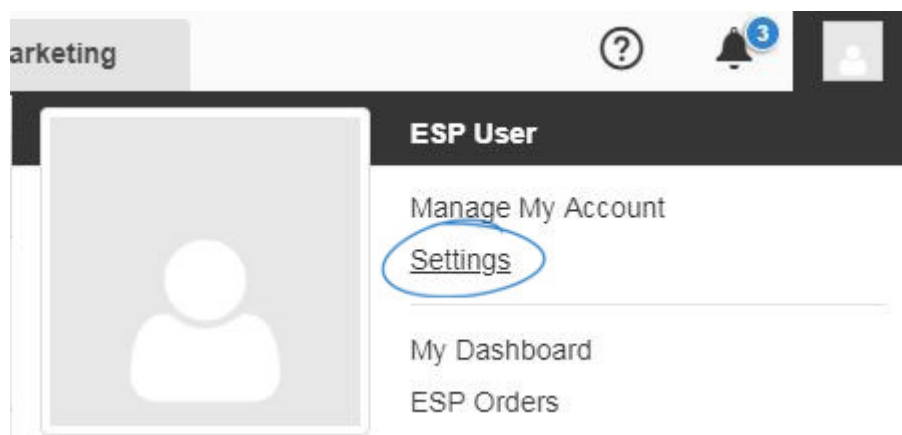 arketing
3
ESP User
Manage My Account
Settings
My Dashboard
ESP Orders